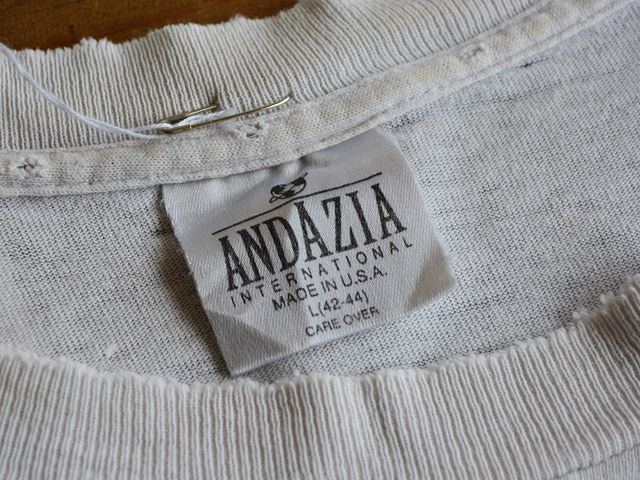 ANDAZIA
INTERNATIONAL
MADE IN U.S.A.
L(42-44)
CARE OVER